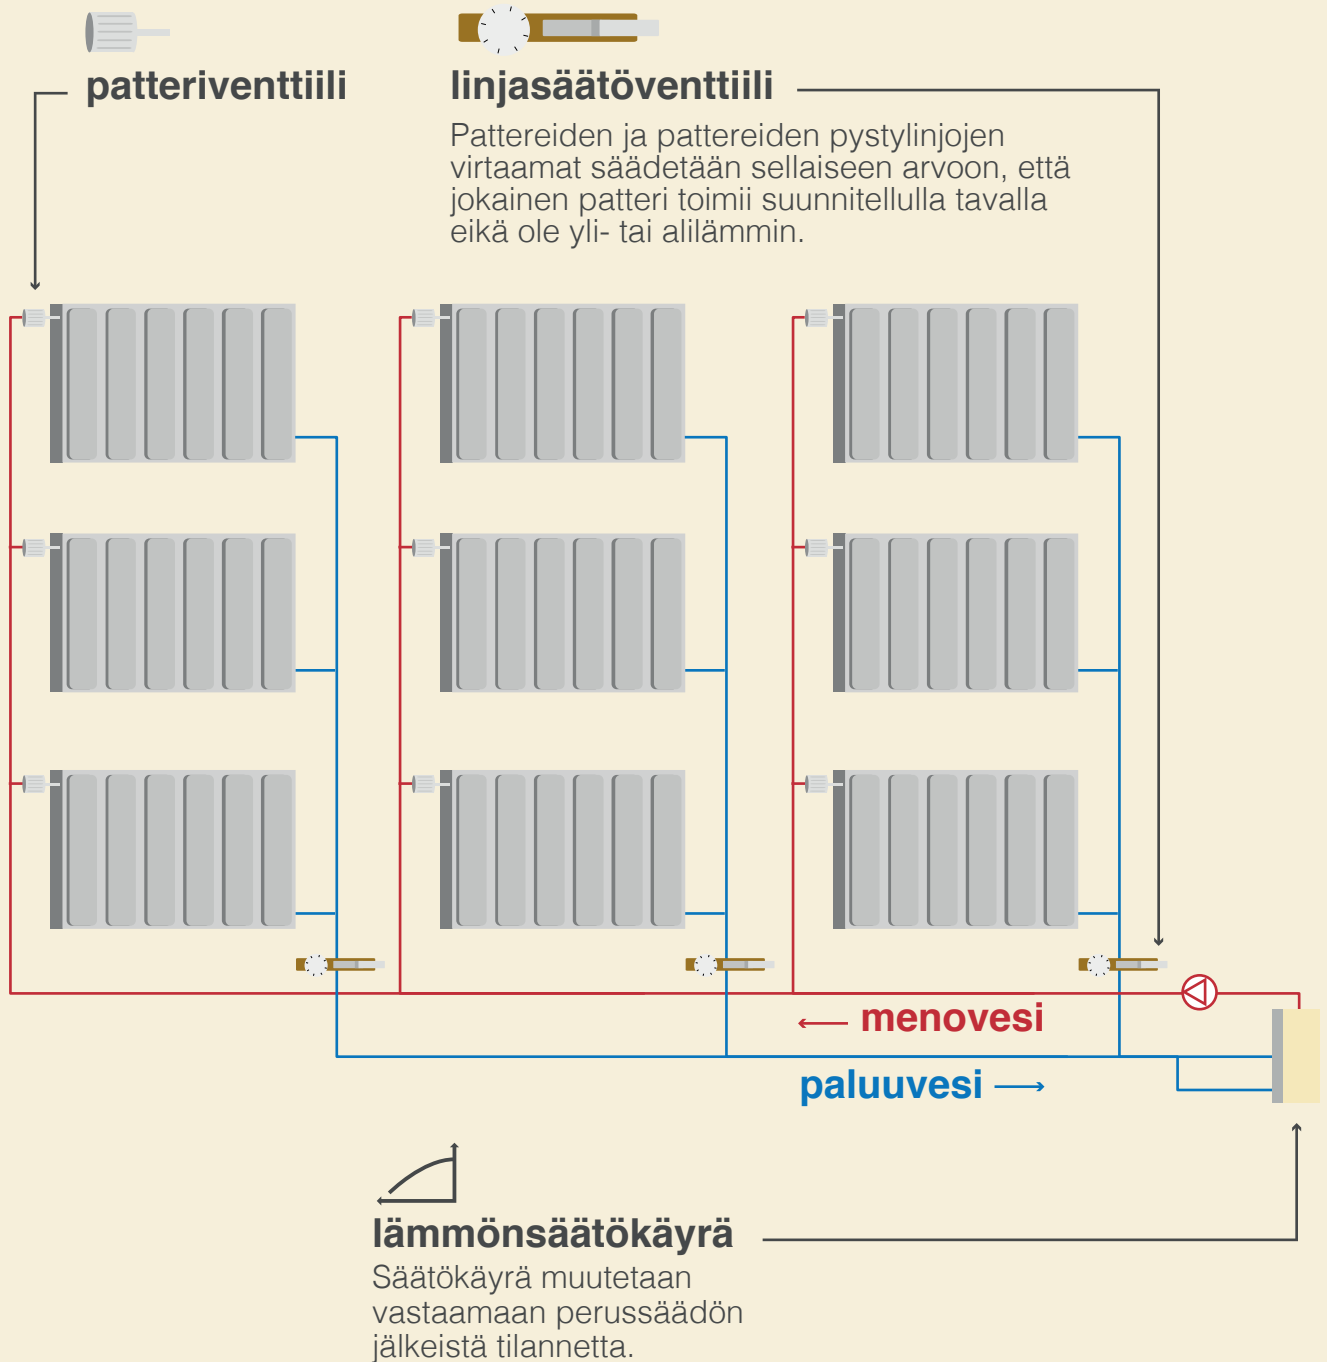 patteriventtiili
linjasäätöventtiili
Pattereiden ja pattereiden pystylinjojen
virtaamat säädetään sellaiseen arvoon, että
jokainen patteri toimii suunnitellulla tavalla
eikä ole yli- tai alilämmin.
menovesi
paluuvesi
lämmönsäätökäyrä
Säätökäyrä muutetaan
vastaamaan perussäädön
jälkeistä tilannetta.